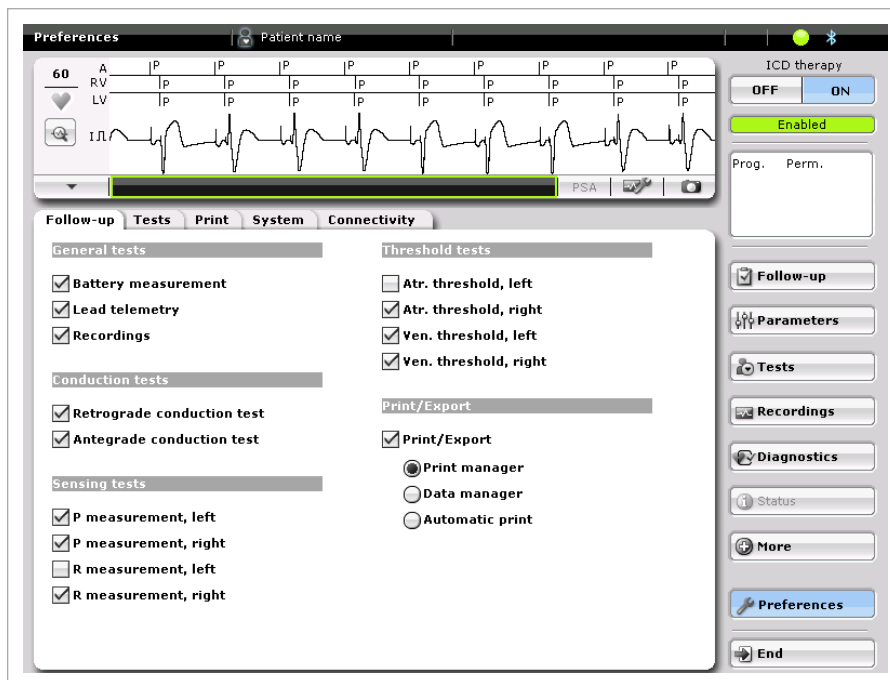 Preferences
Patient name
ICD therapy
OFF ON
Enabled
Prog. Perm.
60
A P P P P P P P P
RV P P P P P P P P
LV P P P P P P P P
I
PSA
Follow-up Tests Print System Connectivity
General tests
Battery measurement
Lead telemetry
Recordings
Conduction tests
Retrograde conduction test
Antegrade conduction test
Sensing tests
P measurement, left
P measurement, right
R measurement, left
R measurement, right
Threshold tests
Atr. threshold, left
Atr. threshold, right
Ven. threshold, left
Ven. threshold, right
Print/Export
Print/Export
Print manager
Data manager
Automatic print
Follow-up
Parameters
Tests
Recordings
Diagnostics
Status
More
Preferences
End